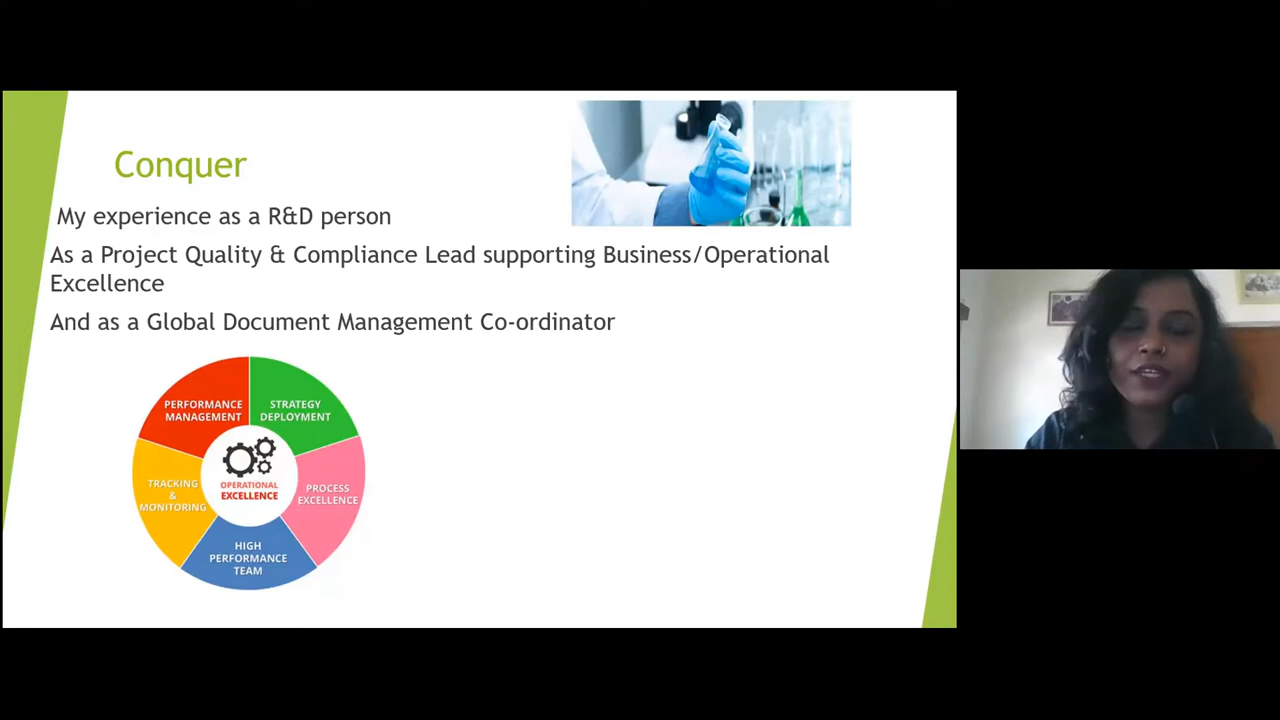 Conquer
My experience as a R&D person
As a Project Quality & Compliance Lead supporting Business/Operational
Excellence
And as a Global Document Management Co-ordinator
PERFORMANCE
MANAGEMENT
STRATEGY
DEPLOYMENT
TRACKING
&
MONITORING
OPERATIONAL
EXCELLENCE
PROCESS
EXCELLENCE
HIGH
PERFORMANCE
TEAM